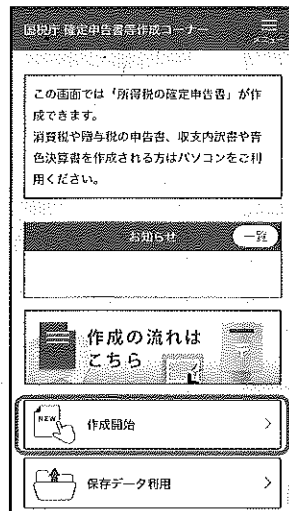 国税庁 確定申告書等作成コーナー
メニュー
この画面では「所得税の確定申告書」が作
成できます。
消費税や贈与税の申告書、収支内訳書や青
色決算書を作成される方はパソコンをご利
用ください。
お知らせ
一覧
作成の流れは
こちら
NEW
作成開始
保存データ利用